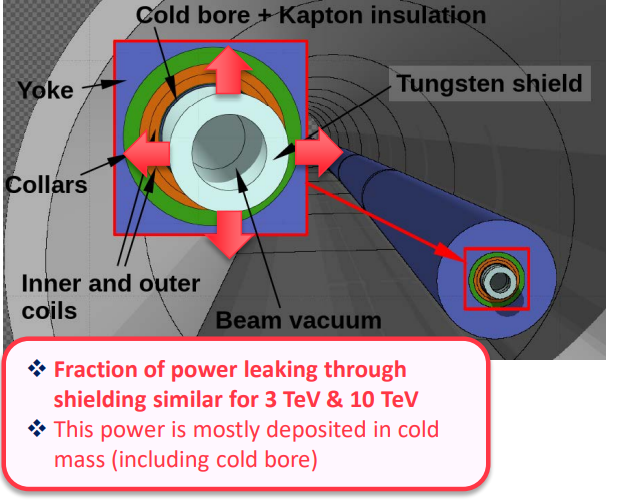 Cold bore + Kapton insulation
Yoke
Tungsten shield
Collars
Inner and outer
coils
Beam vacuum
❖ Fraction of power leaking through
shielding similar for 3 TeV & 10 TeV
❖ This power is mostly deposited in cold
mass (including cold bore)